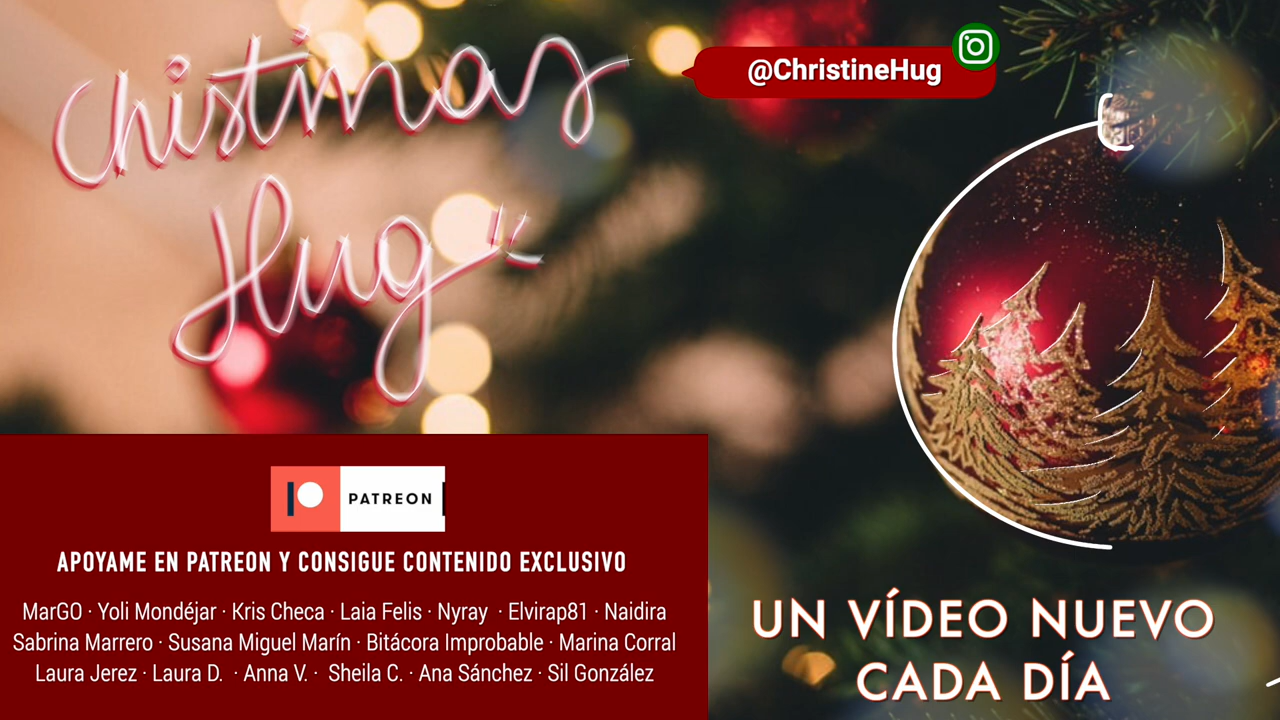 Chistmas
Hug
@ChristineHug
PATREON
APOYAME EN PATREON Y CONSIGUE CONTENIDO EXCLUSIVO
MarGO · Yoli Mondéjar · Kris Checa · Laia Felis · Nyray · Elvirap81 · Naidira
Sabrina Marrero · Susana Miguel Marín · Bitácora Improbable · Marina Corral
Laura Jerez · Laura D. · Anna V. · Sheila C. · Ana Sánchez · Sil González
UN VÍDEO NUEVO
CADA DÍA